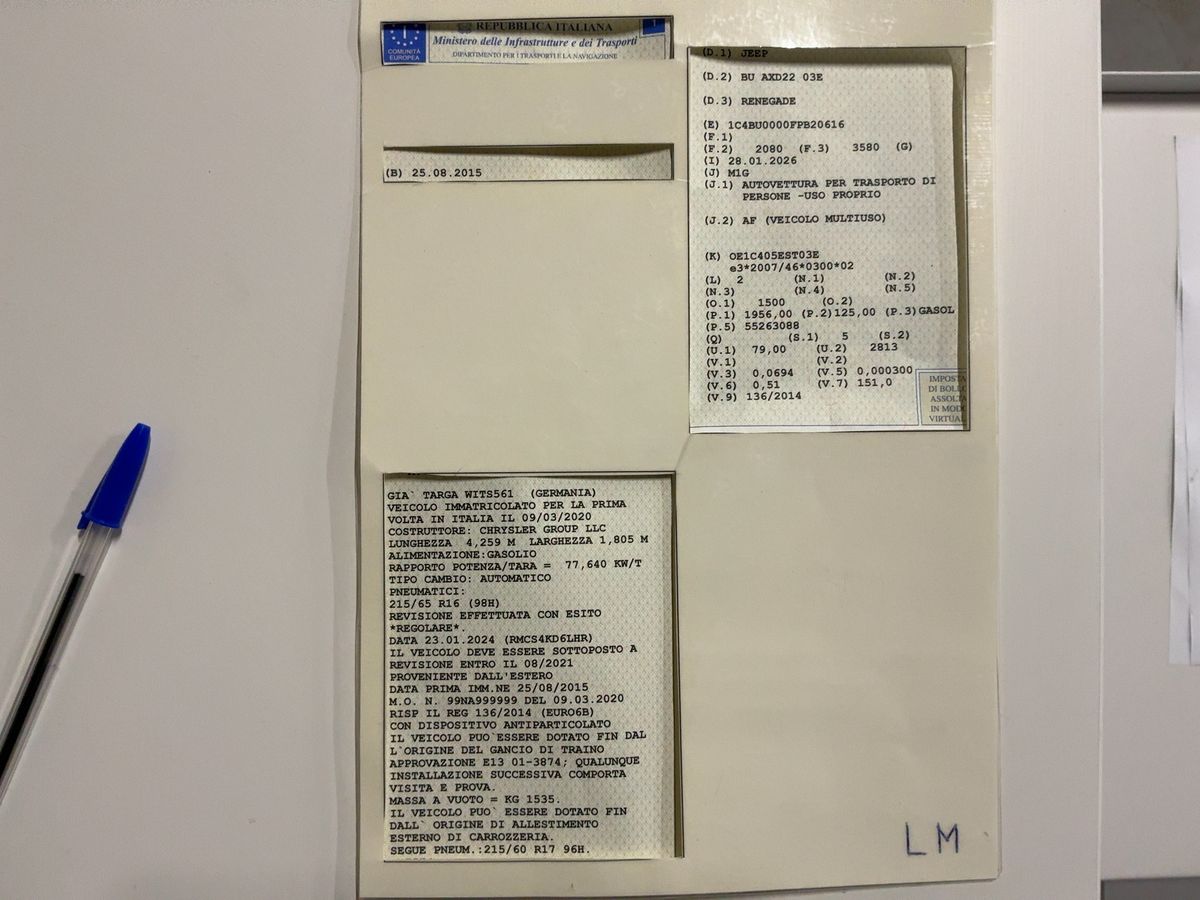 COMUNITÀ
EUROPEA
REPUBBLICA ITALIANA
Ministero delle Infrastrutture e dei Trasporti
DIPARTIMENTO PER I TRASPORTI E LA NAVIGAZIONE
(B) 25.08.2015
(D.1) JEEP
(D.2) BU AXD22 03E
(D.3) RENEGADE
(E) 1C4BU0000FPB20616
(F.1)
(F.2) 2080 (F.3) 3580 (G)
(I) 28.01.2026
(J) M1G
(J.1) AUTOVETTURA PER TRASPORTO DI
PERSONE -USO PROPRIO
(J.2) AF (VEICOLO MULTIUSO)
(K) OE1C405EST03E
e3*2007/46*0300*02
(L) 2 (N.1) (N.2)
(N.3) (N.4) (N.5)
(O.1) 1500 (O.2)
(P.1) 1956,00 (P.2)125,00 (P.3)GASOL
(P.5) 55263088
(Q) (S.1) 5 (S.2)
(U.1) 79,00 (U.2) 2813
(V.1) (V.2)
(V.3) 0,0694 (V.5) 0,000300
(V.6) 0,51 (V.7) 151,0
(V.9) 136/2014
IMPOSTA
DI BOLLO
ASSOLTA
IN MODO
VIRTUAL
GIA` TARGA WITS561 (GERMANIA)
VEICOLO IMMATRICOLATO PER LA PRIMA
VOLTA IN ITALIA IL 09/03/2020
COSTRUTTORE: CHRYSLER GROUP LLC
LUNGHEZZA 4,259 M LARGHEZZA 1,805 M
ALIMENTAZIONE:GASOLIO
RAPPORTO POTENZA/TARA = 77,640 KW/T
TIPO CAMBIO: AUTOMATICO
PNEUMATICI:
215/65 R16 (98H)
REVISIONE EFFETTUATA CON ESITO
*REGOLARE*.
DATA 23.01.2024 (RMCS4KD6LHR)
IL VEICOLO DEVE ESSERE SOTTOPOSTO A
REVISIONE ENTRO IL 08/2021
PROVENIENTE DALL'ESTERO
DATA PRIMA IMM.NE 25/08/2015
M.O. N. 99NA999999 DEL 09.03.2020
RISP IL REG 136/2014 (EURO6B)
CON DISPOSITIVO ANTIPARTICOLATO
IL VEICOLO PUO`ESSERE DOTATO FIN DAL
L`ORIGINE DEL GANCIO DI TRAINO
APPROVAZIONE E13 01-3874; QUALUNQUE
INSTALLAZIONE SUCCESSIVA COMPORTA
VISITA E PROVA.
MASSA A VUOTO = KG 1535.
IL VEICOLO PUO` ESSERE DOTATO FIN
DALL` ORIGINE DI ALLESTIMENTO
ESTERNO DI CARROZZERIA.
SEGUE PNEUM.:215/60 R17 96H.
LM